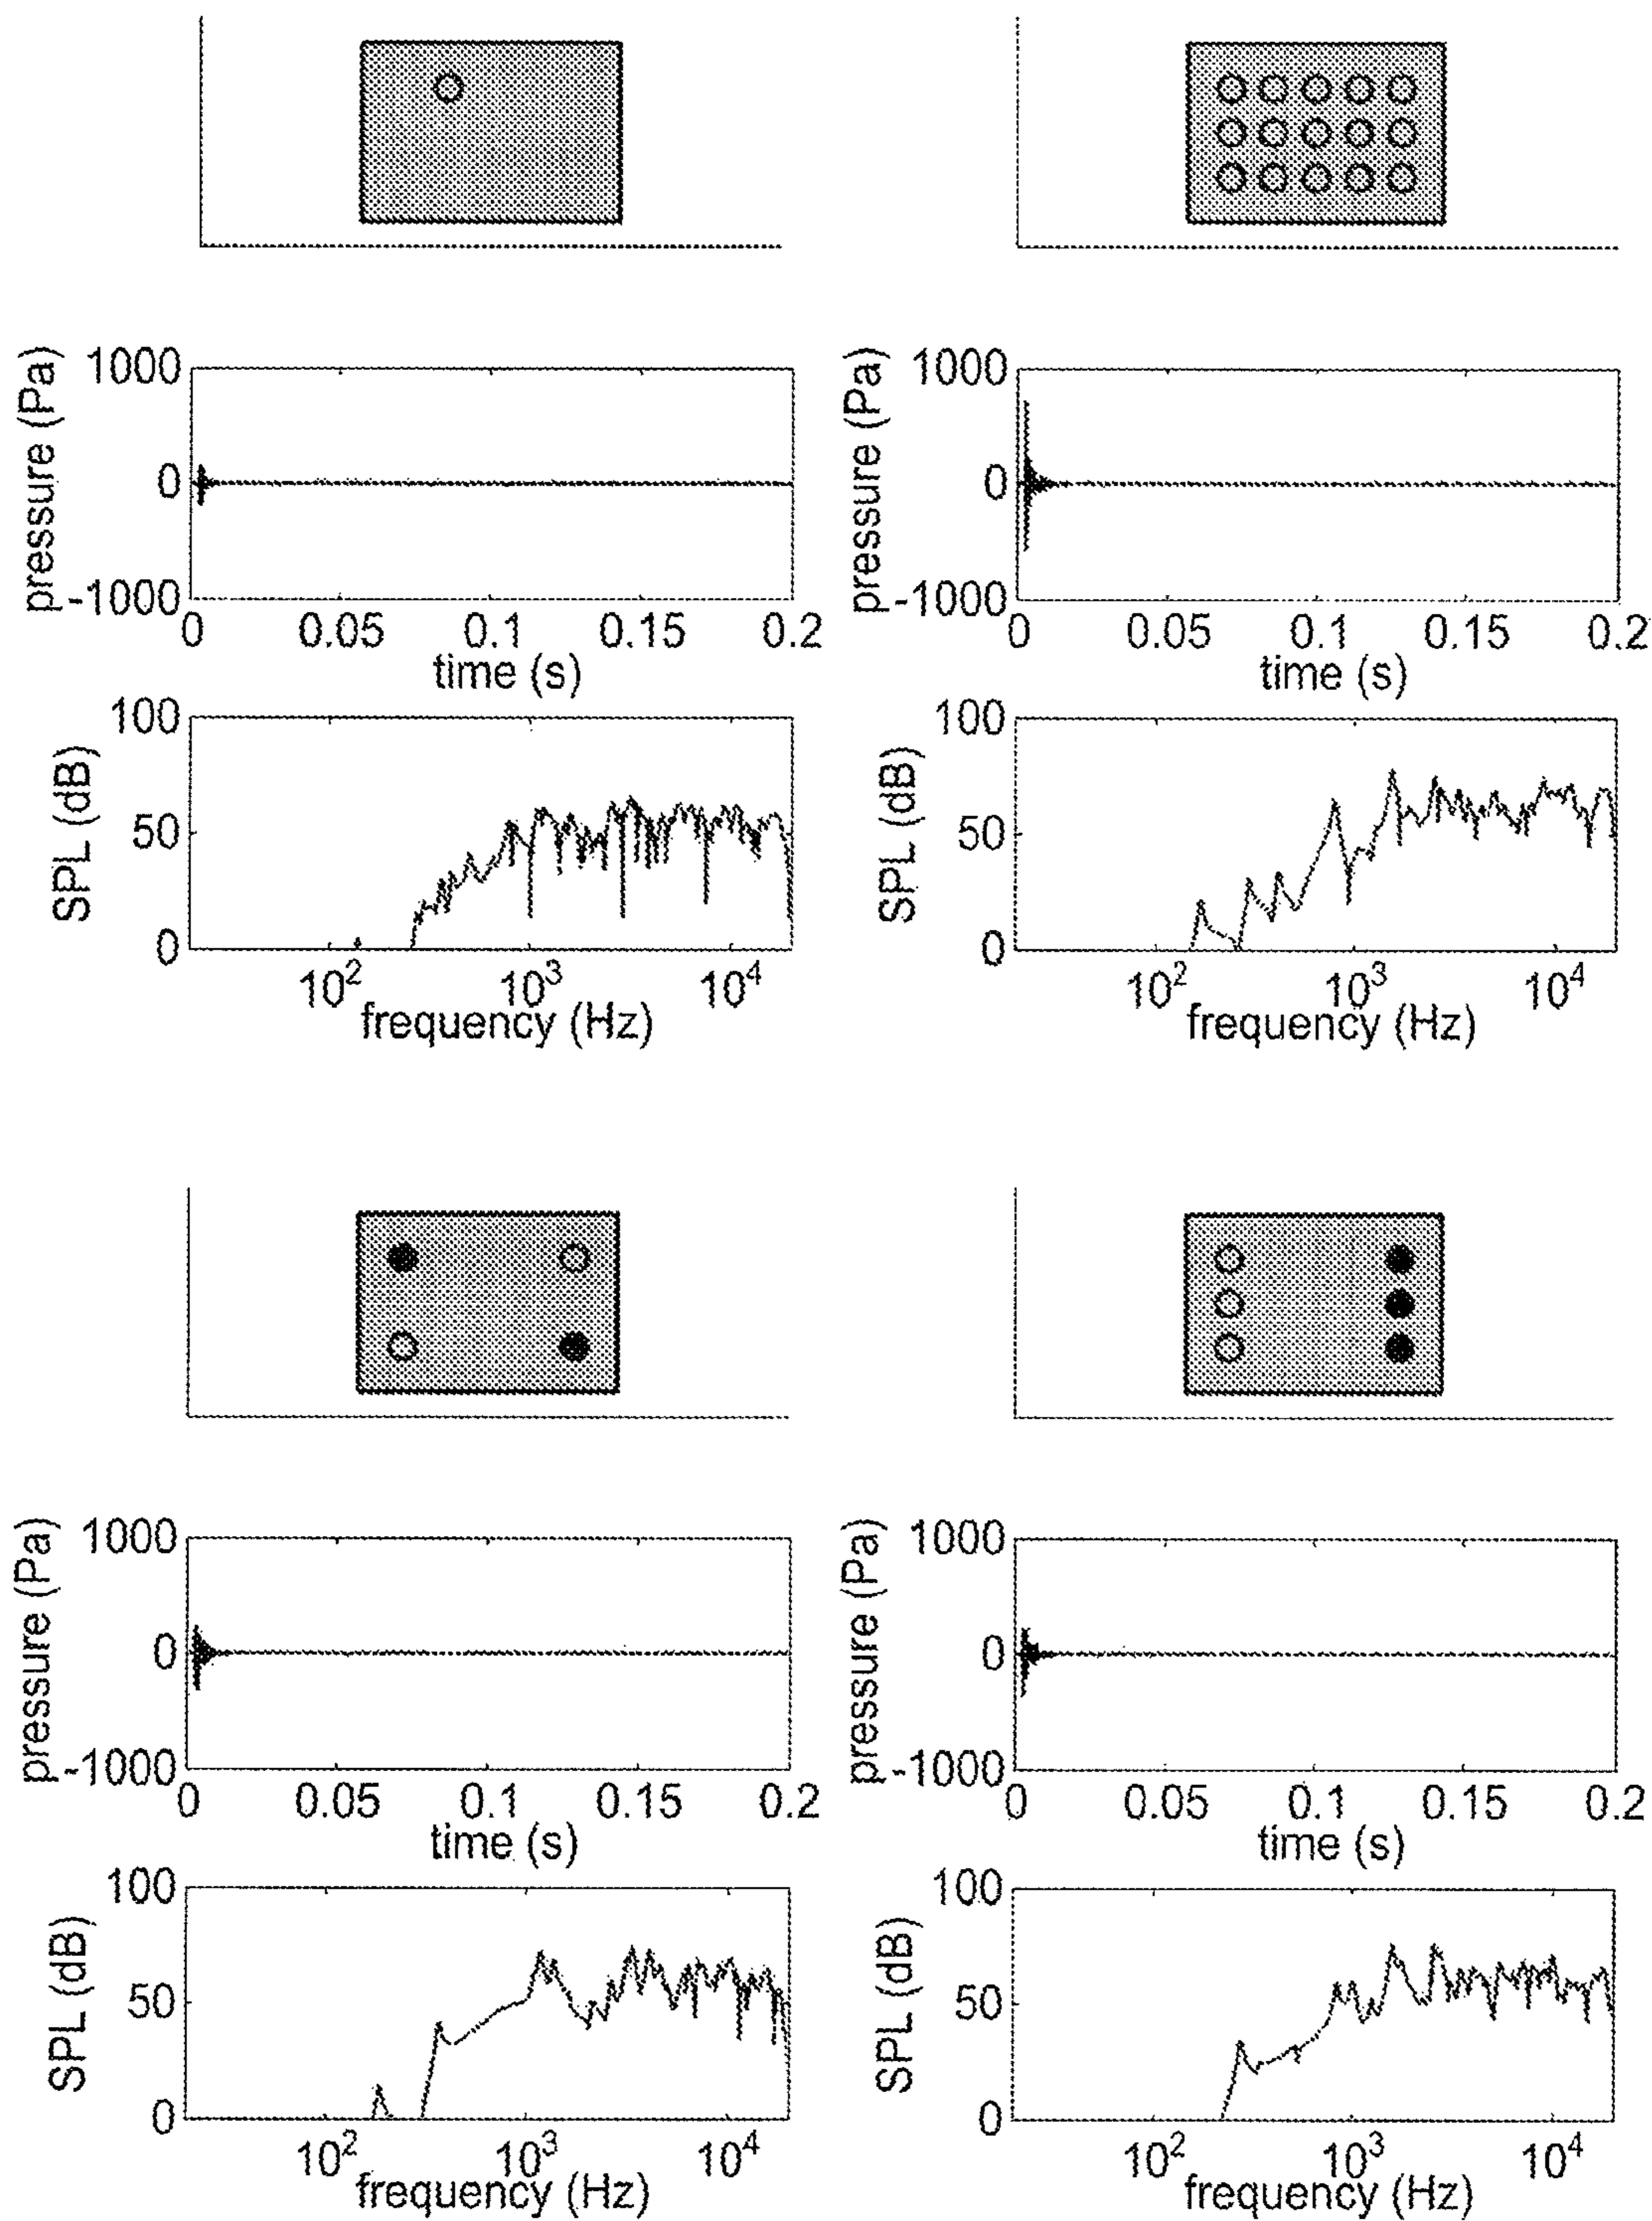 pressure (Pa)
1000
0
-1000
0 0.05 0.1 0.15 0.2
time (s)
pressure (Pa)
1000
0
-1000
0 0.05 0.1 0.15 0.2
time (s)
SPL (dB)
100
50
0
10² 10³ 10⁴
frequency (Hz)
SPL (dB)
100
50
0
10² 10³ 10⁴
frequency (Hz)
pressure (Pa)
1000
0
-1000
0 0.05 0.1 0.15 0.2
time (s)
pressure (Pa)
1000
0
-1000
0 0.05 0.1 0.15 0.2
time (s)
SPL (dB)
100
50
0
10² 10³ 10⁴
frequency (Hz)
SPL (dB)
100
50
0
10² 10³ 10⁴
frequency (Hz)